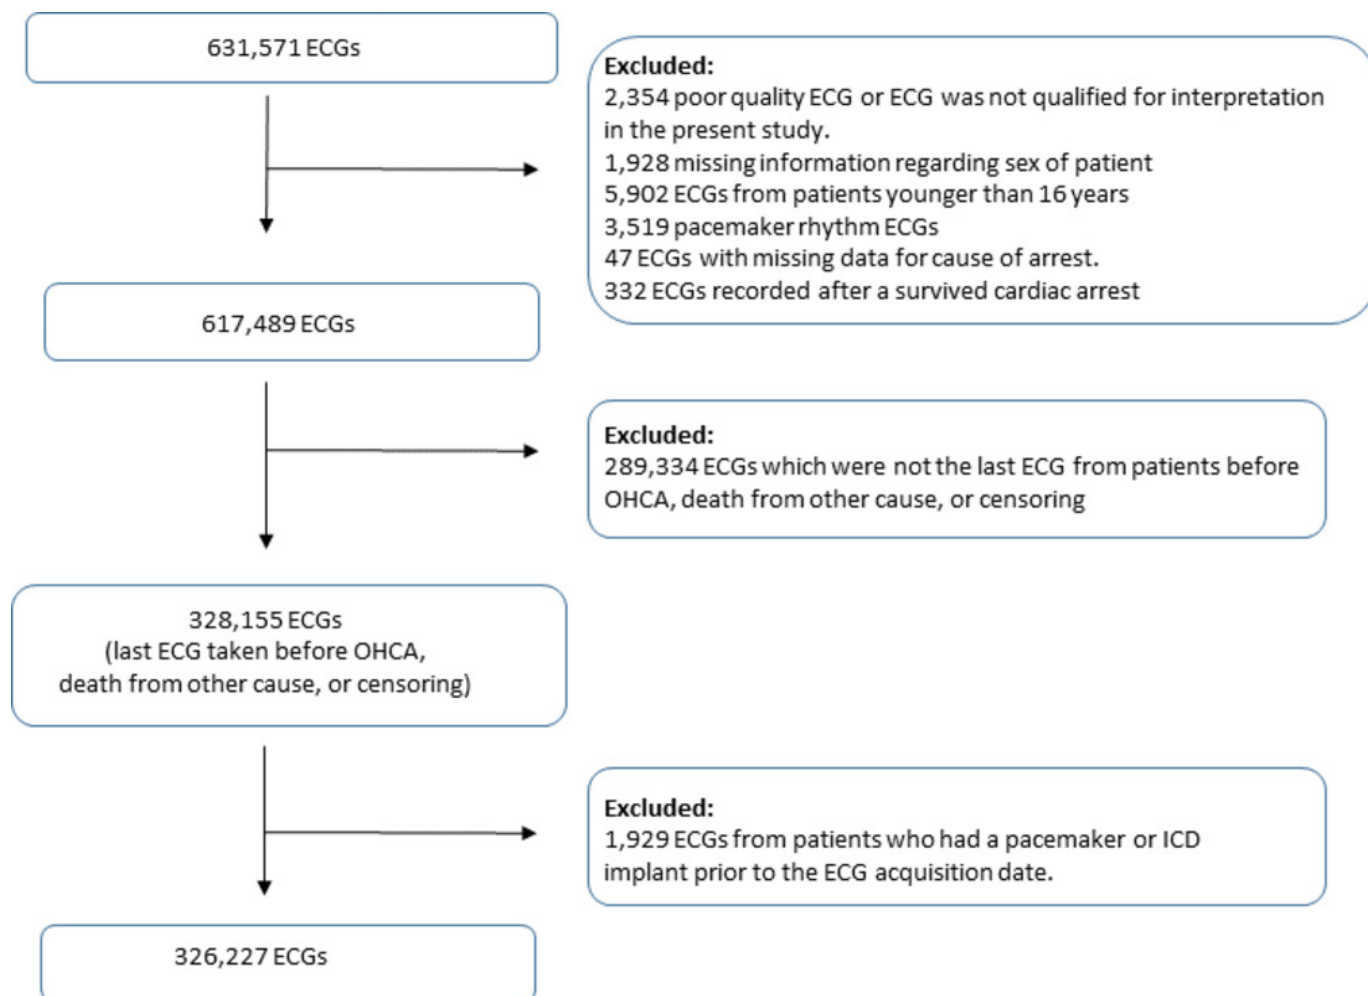 631,571 ECGs
Excluded:
2,354 poor quality ECG or ECG was not qualified for interpretation
in the present study.
1,928 missing information regarding sex of patient
5,902 ECGs from patients younger than 16 years
3,519 pacemaker rhythm ECGs
47 ECGs with missing data for cause of arrest.
332 ECGs recorded after a survived cardiac arrest
617,489 ECGs
Excluded:
289,334 ECGs which were not the last ECG from patients before
OHCA, death from other cause, or censoring
328,155 ECGs
(last ECG taken before OHCA,
death from other cause, or censoring)
Excluded:
1,929 ECGs from patients who had a pacemaker or ICD
implant prior to the ECG acquisition date.
326,227 ECGs